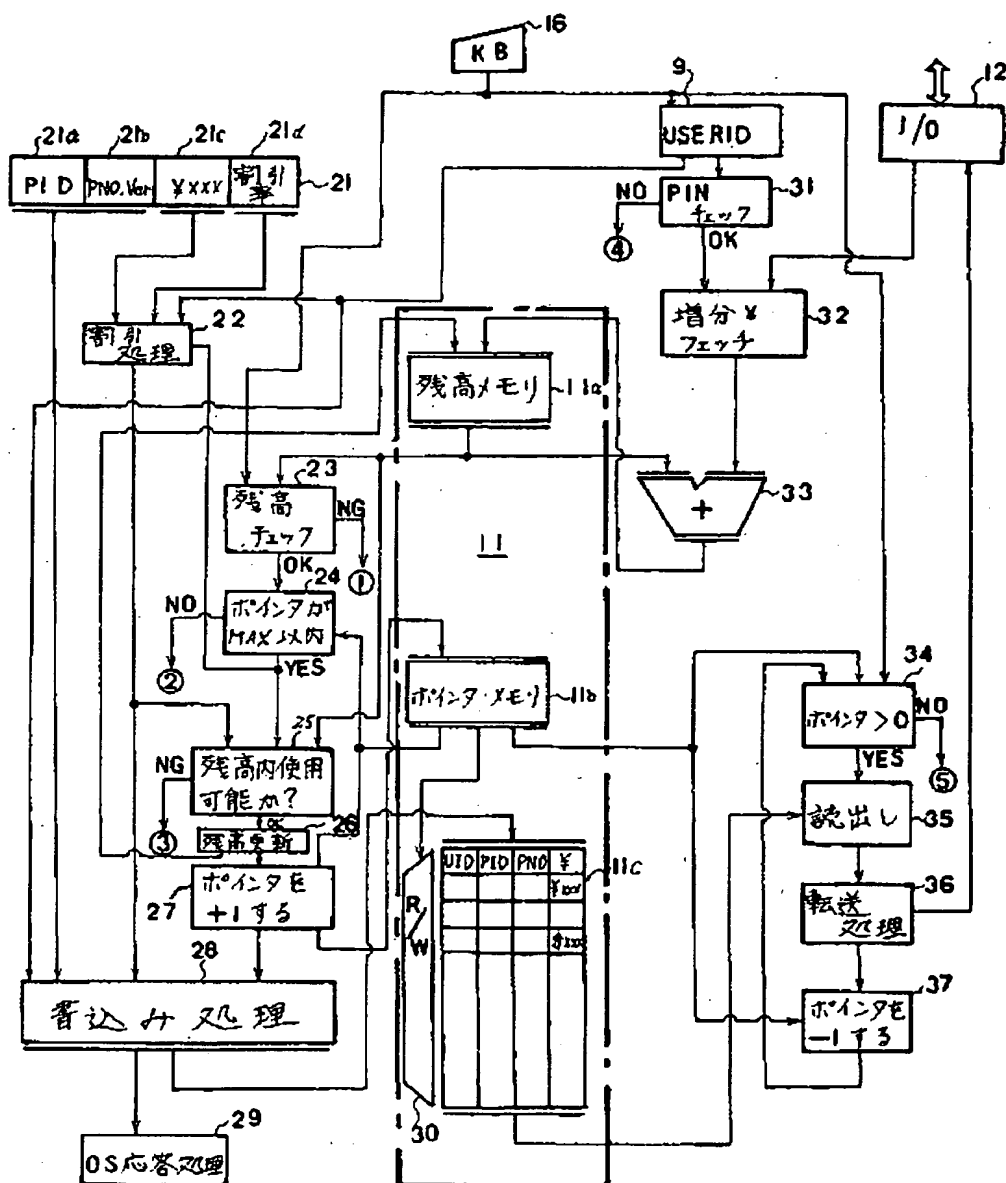 16
KB
9
12
USERID
I/O
21a
21b
21c
21d
PID
PNO.Ver
¥xxx
割引率
21
31
NO
PIN
チェック
④
OK
22
割引
処理
増分¥
フェッチ
32
残高メモリ
11a
23
残高
チェック
NG
①
OK
+
33
11
24
NO
ポインタが
MAX以内
②
YES
ポインタ・メモリ
11b
34
ポインタ>0
NO
⑤
YES
25
NG
残高内使用
可能か?
③
OK
26
残高更新
読出し
35
27
ポインタを
+1する
UID
PID
PNO
¥
11c
¥xxx
R/W
36
転送
処理
28
書込み処理
37
ポインタを
-1する
30
29
OS応答処理